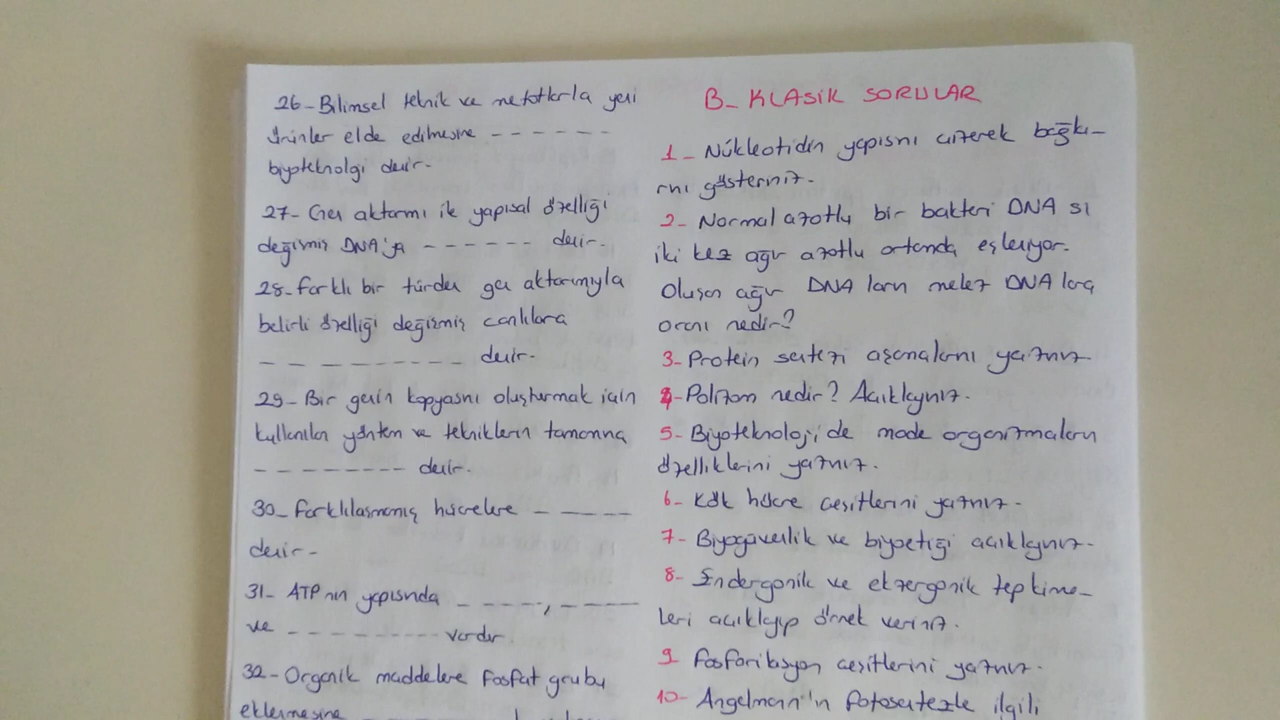 26- Bilimsel teknik ve metotlarla yeni
ürünler elde edilmesine ------
biyoteknoloji denir.
27- Gen aktarımı ile yapısal özelliği
değişmiş DNA'ya ------ denir.
28- Farklı bir türden gen aktarımıyla
belirli özelliği değişmiş canlılara
---------- denir.
29- Bir genin kopyasını oluşturmak için
kullanılan yöntem ve tekniklerin tamamına
-------- denir.
30- Farklılaşmamış hücrelere -----
denir-
31- ATP'nin yapısında -----, -----
ve -------- vardır
32- Organik maddelere fosfat grubu
eklenmesine
B- KLASİK SORULAR
1- Nükleotidin yapısını çizerek bağla-
rını gösteriniz.
2- Normal azotlu bir bakteri DNA sı
iki kez ağır azotlu ortamda eşleniyor.
Oluşan ağır DNA ların melez DNA lara
oranı nedir?
3- Protein sentezi aşamalarını yazınız
4- Polizom nedir? Açıklayınız.
5- Biyoteknoloji'de model organizmaların
özelliklerini yazınız.
6- Kök hücre çeşitlerini yazınız.
7- Biyogüvenlik ve biyoetiği açıklayınız.
8- Endergonik ve ekzergonik tepkime-
leri açıklayıp örnek veriniz.
9- Fosforilasyon çeşitlerini yazınız.
10- Angelmann'ın fotosentezle ilgili